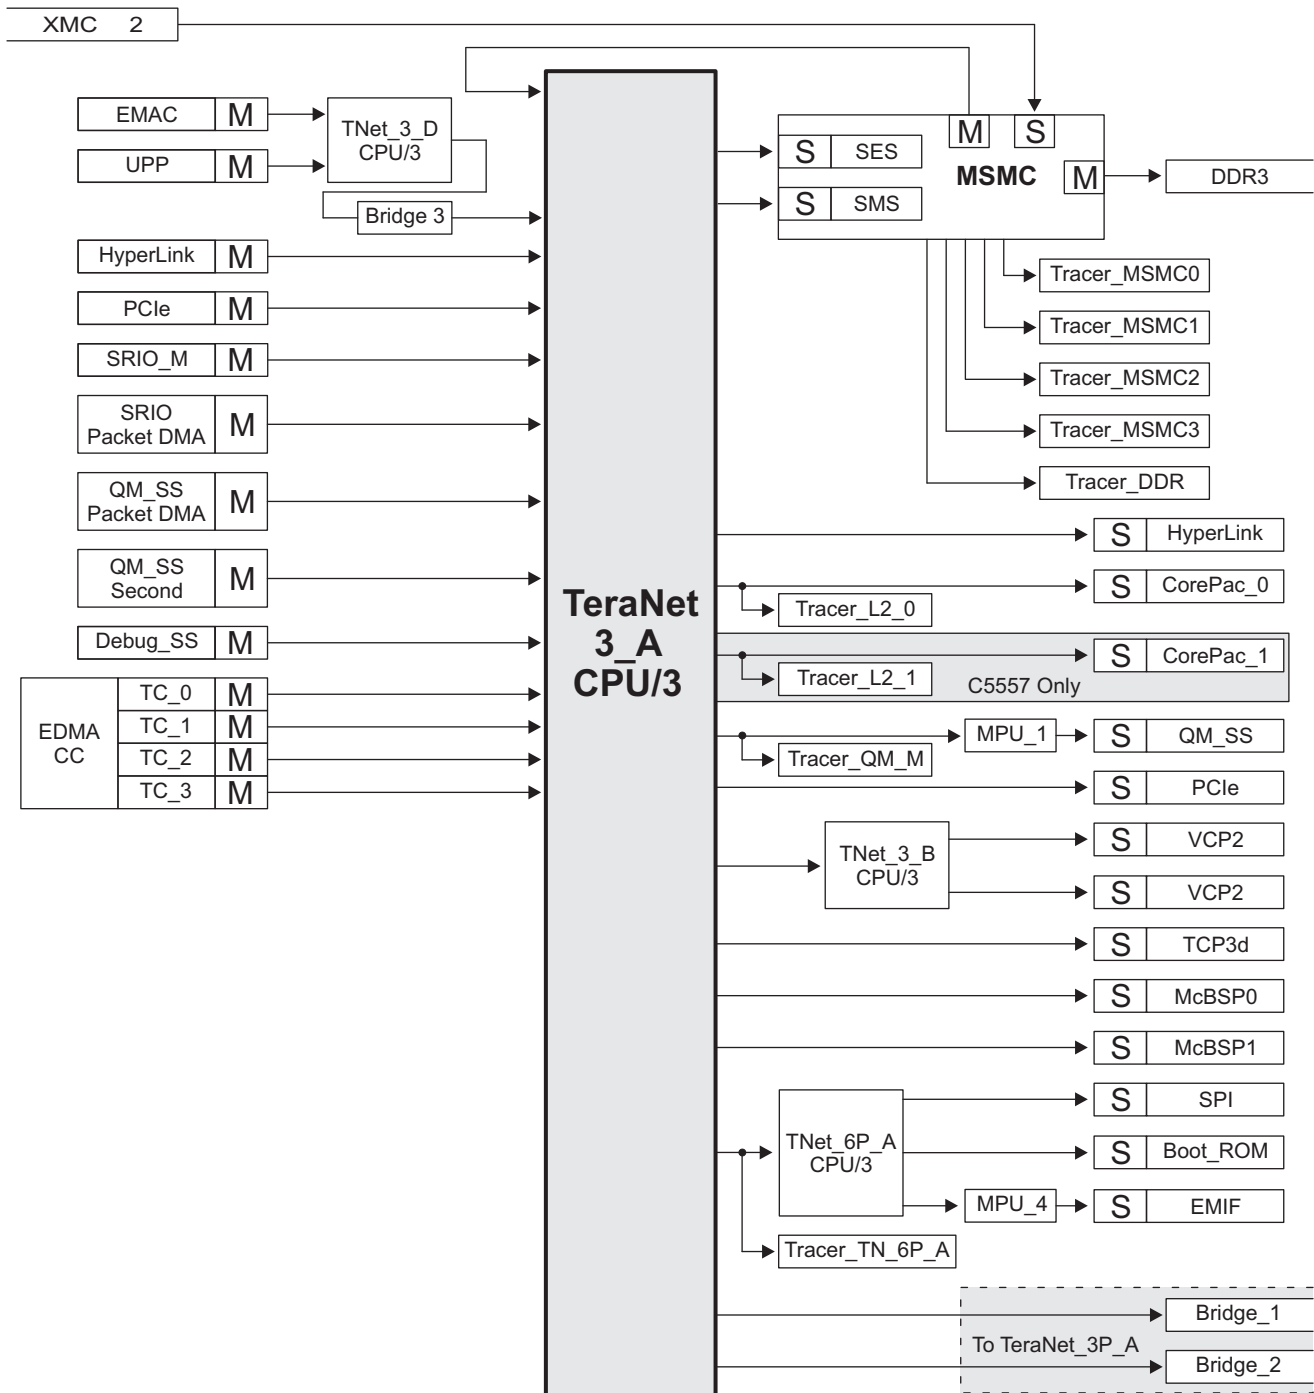 XMC 2
EMAC M
UPP M
TNet_3_D
CPU/3
Bridge 3
HyperLink M
PCIe M
SRIO_M M
SRIO
Packet DMA M
QM_SS
Packet DMA M
QM_SS
Second M
Debug_SS M
EDMA
CC
TC_0 M
TC_1 M
TC_2 M
TC_3 M
TeraNet
3_A
CPU/3
M S
S SES
MSMC M
S SMS
DDR3
Tracer_MSMC0
Tracer_MSMC1
Tracer_MSMC2
Tracer_MSMC3
Tracer_DDR
S HyperLink
S CorePac_0
Tracer_L2_0
S CorePac_1
Tracer_L2_1
C5557 Only
MPU_1
S QM_SS
Tracer_QM_M
S PCIe
TNet_3_B
CPU/3
S VCP2
S VCP2
S TCP3d
S McBSP0
S McBSP1
TNet_6P_A
CPU/3
S SPI
S Boot_ROM
MPU_4
S EMIF
Tracer_TN_6P_A
Bridge_1
To TeraNet_3P_A
Bridge_2